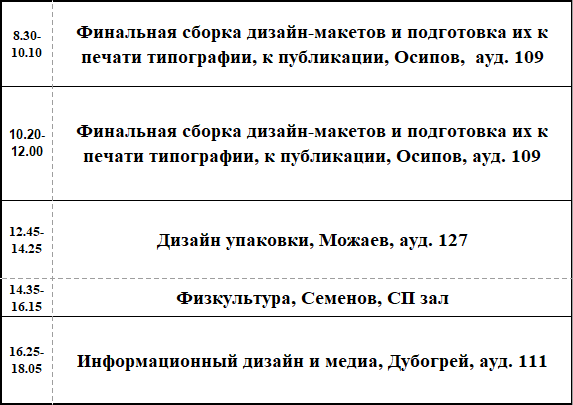 8.30-
10.10
Финальная сборка дизайн-макетов и подготовка их к
печати типографии, к публикации, Осипов, ауд. 109
10.20-
12.00
Финальная сборка дизайн-макетов и подготовка их к
печати типографии, к публикации, Осипов, ауд. 109
12.45-
14.25
Дизайн упаковки, Можаев, ауд. 127
14.35-
16.15
Физкультура, Семенов, СП зал
16.25-
18.05
Информационный дизайн и медиа, Дубогрей, ауд. 111